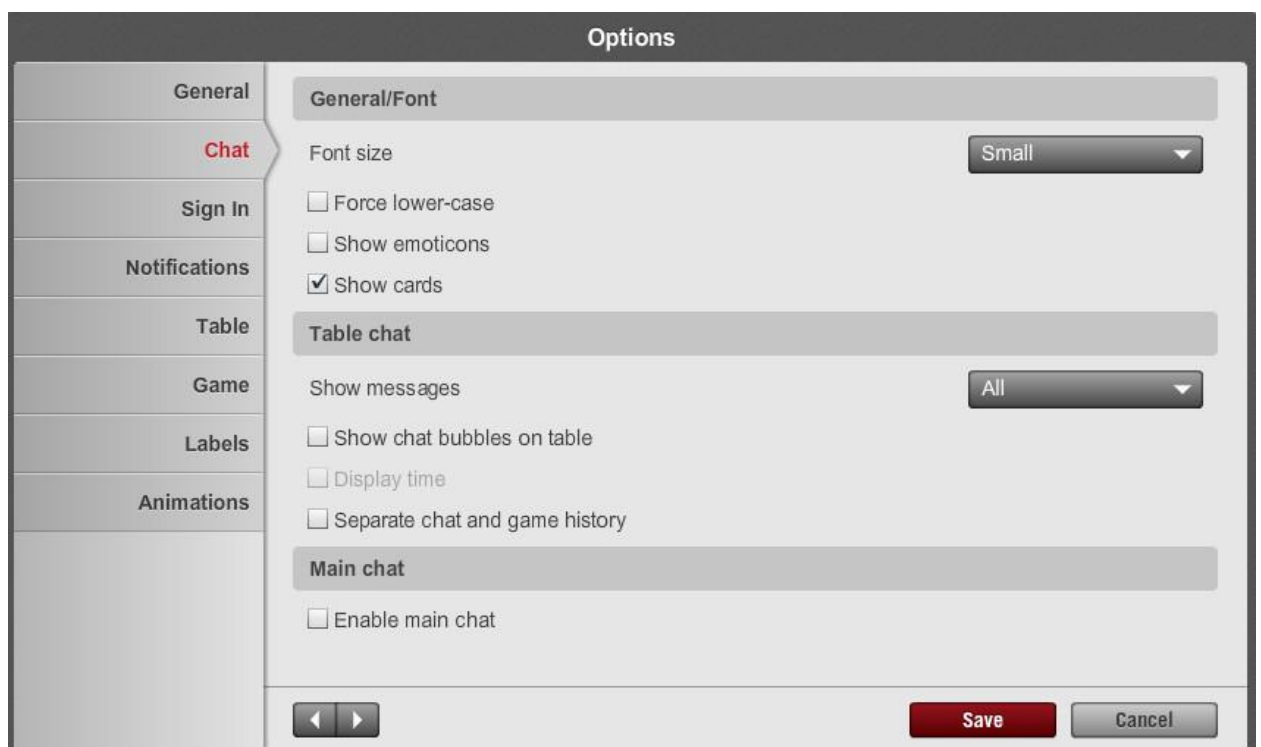 Options
General
Chat
Sign In
Notifications
Table
Game
Labels
Animations
General/Font
Font size
Small
Force lower-case
Show emoticons
Show cards
Table chat
Show messages
All
Show chat bubbles on table
Display time
Separate chat and game history
Main chat
Enable main chat
Save
Cancel